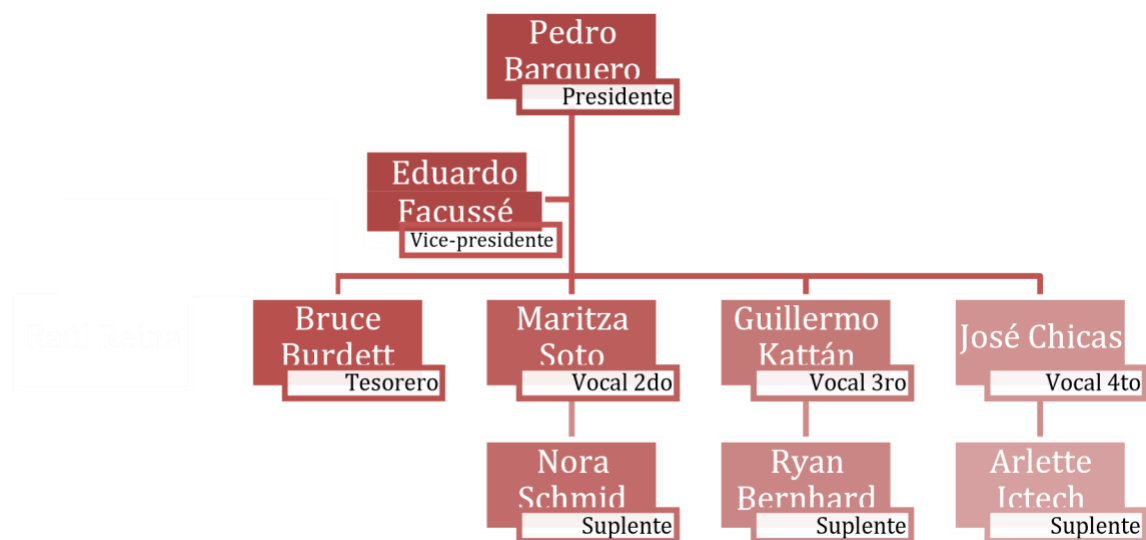 Pedro
Barquero
Presidente
Eduardo
Facussé
Vice-presidente
Bruce
Burdett
Tesorero
Maritza
Soto
Vocal 2do
Guillermo
Kattán
Vocal 3ro
José Chicas
Vocal 4to
Nora
Schmid
Suplente
Ryan
Bernhard
Suplente
Arlette
Ictech
Suplente